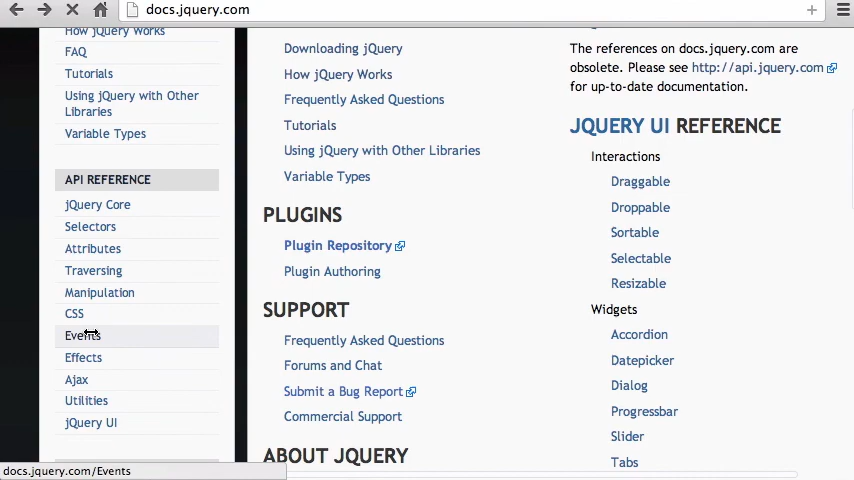 docs.jquery.com
How jQuery Works
FAQ
Tutorials
Using jQuery with Other
Libraries
Variable Types
API REFERENCE
jQuery Core
Selectors
Attributes
Traversing
Manipulation
CSS
Events
Effects
Ajax
Utilities
jQuery UI
Downloading jQuery
How jQuery Works
Frequently Asked Questions
Tutorials
Using jQuery with Other Libraries
Variable Types
PLUGINS
Plugin Repository
Plugin Authoring
SUPPORT
Frequently Asked Questions
Forums and Chat
Submit a Bug Report
Commercial Support
ABOUT JQUERY
The references on docs.jquery.com are
obsolete. Please see http://api.jquery.com
for up-to-date documentation.
JQUERY UI REFERENCE
Interactions
Draggable
Droppable
Sortable
Selectable
Resizable
Widgets
Accordion
Datepicker
Dialog
Progressbar
Slider
Tabs
docs.jquery.com/Events